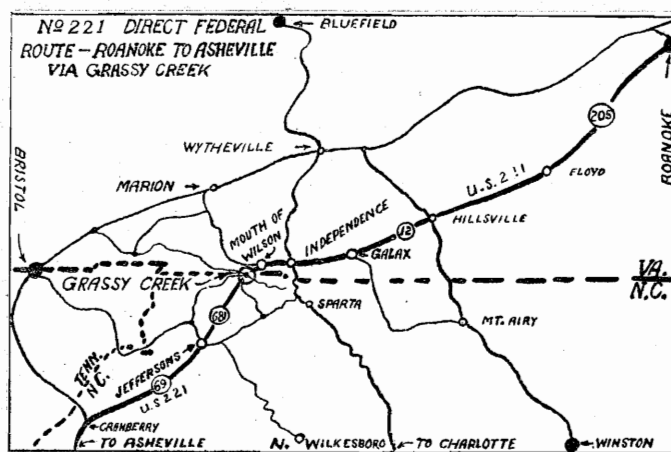 Nº 221 DIRECT FEDERAL
ROUTE – ROANOKE TO ASHEVILLE
VIA GRASSY CREEK
BLUEFIELD
205
ROANOKE
WYTHEVILLE
BRISTOL
MARION
U.S. 211
FLOYD
MOUTH OF
WILSON
INDEPENDENCE
12
HILLSVILLE
GALAX
GRASSY CREEK
VA.
N.C.
SPARTA
681
MT. AIRY
TENN.
N.C.
JEFFERSONS
69
U.S. 221
CRANBERRY
TO ASHEVILLE
N. WILKESBORO
TO CHARLOTTE
WINSTON